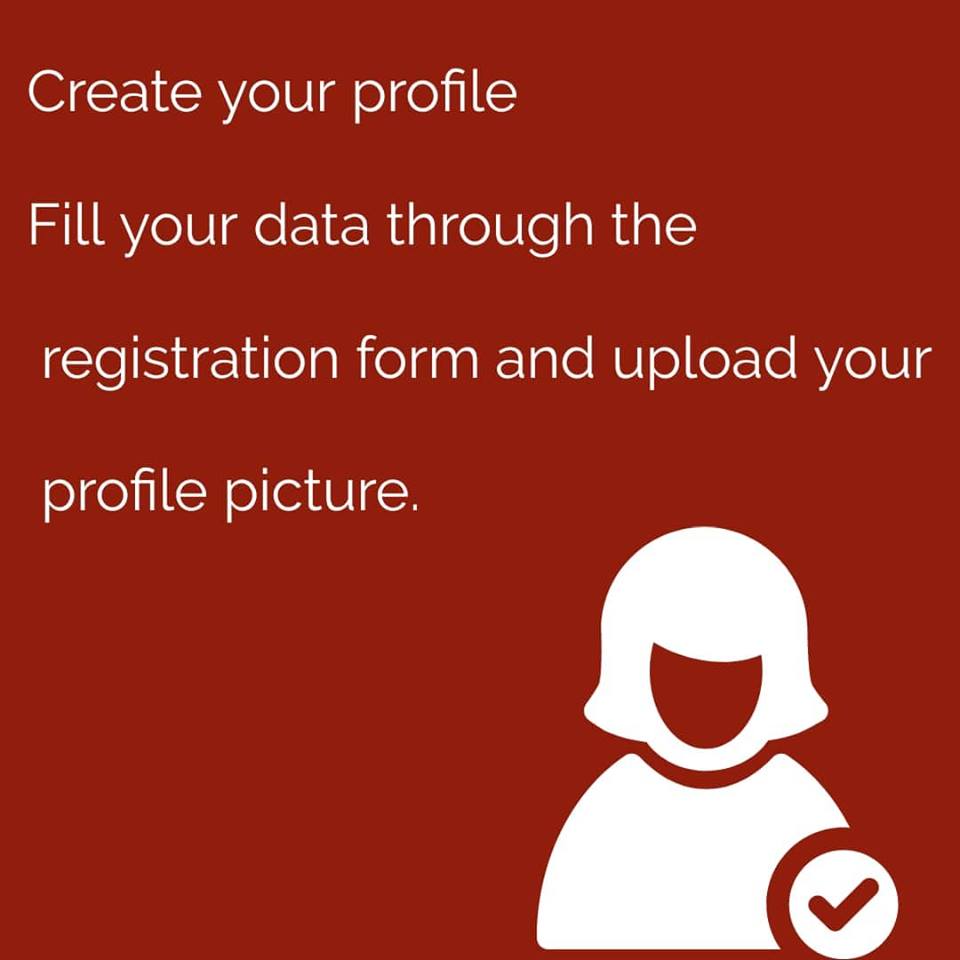 Create your profile
Fill your data through the
registration form and upload your
profile picture.